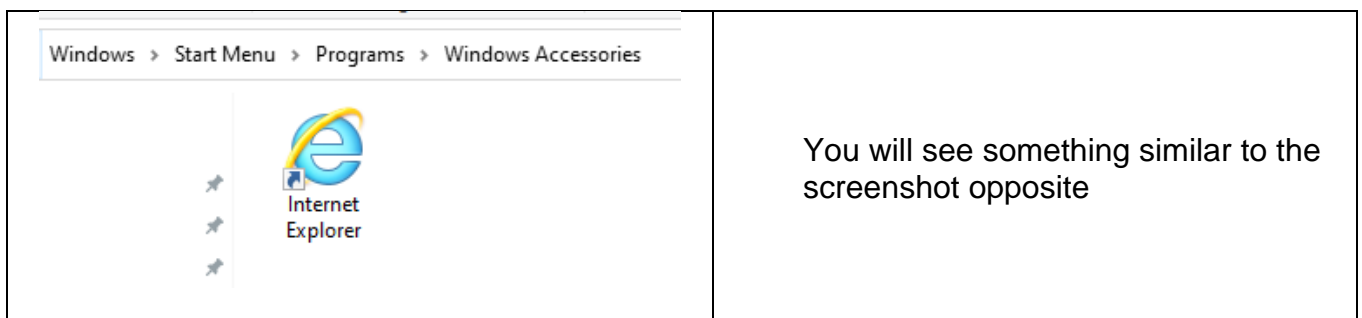 Windows > Start Menu > Programs > Windows Accessories
Internet
Explorer
You will see something similar to the
screenshot opposite